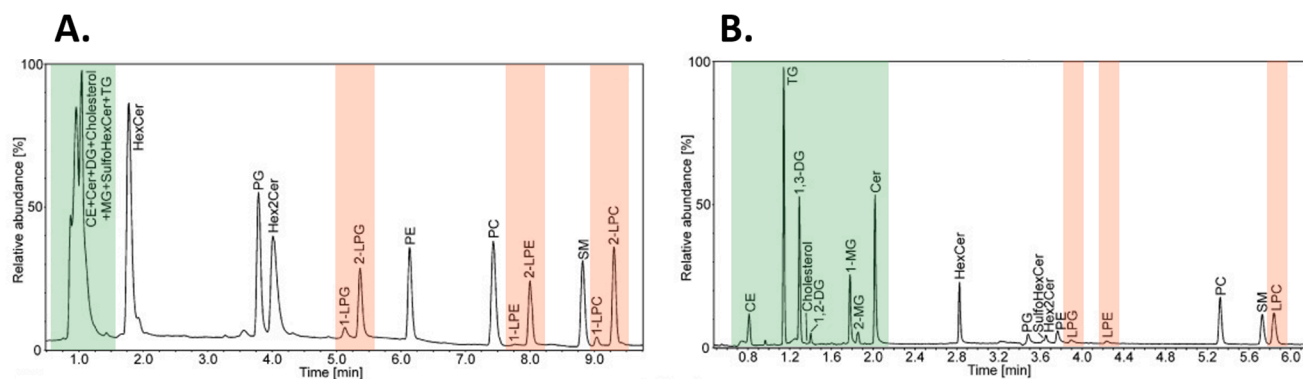 A.
B.
100
50
0
Relative abundance [%]
CE+Cer+DG+Cholesterol
+MG+SulfoHexCer+TG
HexCer
PG
Hex2Cer
1-LPG
2-LPG
PE
PC
1-LPE
2-LPE
SM
1-LPC
2-LPC
1.0 2.0 3.0 4.0 5.0 6.0 7.0 8.0 9.0
Time [min]
100
50
0
Relative abundance [%]
CE
TG
1,3-DG
Cholesterol
1,2-DG
1-MG
2-MG
Cer
HexCer
PG
SulfoHexCer
Hex2Cer
PE
LPG
LPE
PC
SM
LPC
0.8 1.2 1.6 2.0 2.4 2.8 3.2 3.6 4.0 4.4 4.8 5.2 5.6 6.0
Time [min]